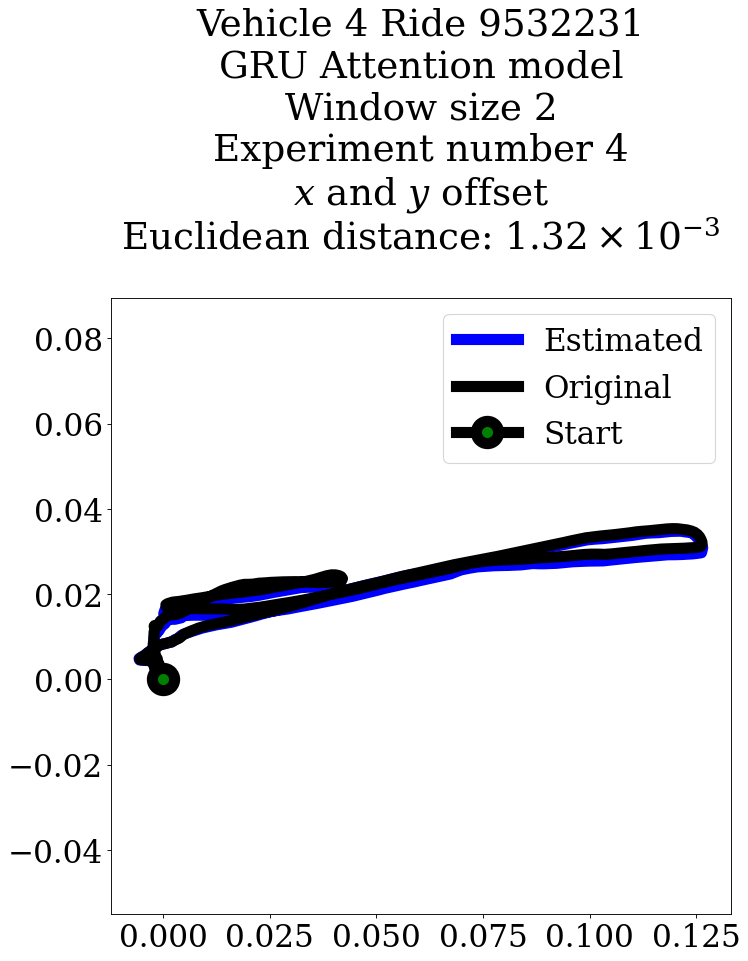 Vehicle 4 Ride 9532231
GRU Attention model
Window size 2
Experiment number 4
x and y offset
Euclidean distance: 1.32 × 10⁻³
Estimated
Original
Start
0.08
0.06
0.04
0.02
0.00
−0.02
−0.04
0.000 0.025 0.050 0.075 0.100 0.125